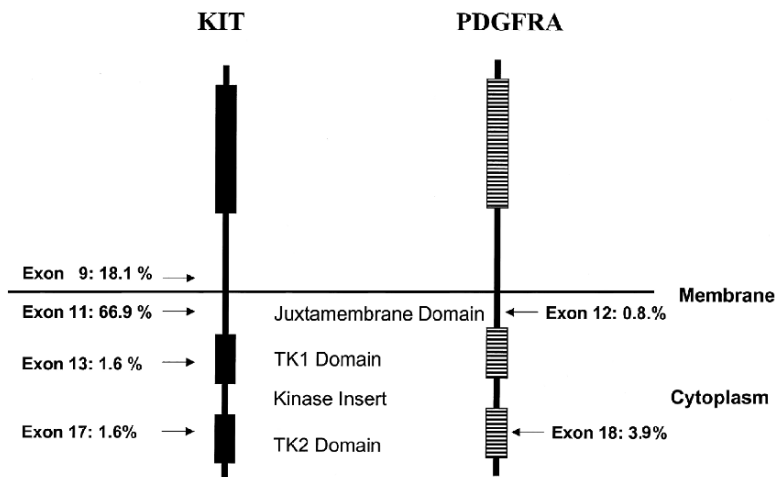 KIT PDGFRA
Exon 9: 18.1 %
Membrane
Exon 11: 66.9 % Juxtamembrane Domain Exon 12: 0.8.%
Exon 13: 1.6 % TK1 Domain
Kinase Insert Cytoplasm
Exon 17: 1.6% TK2 Domain Exon 18: 3.9%